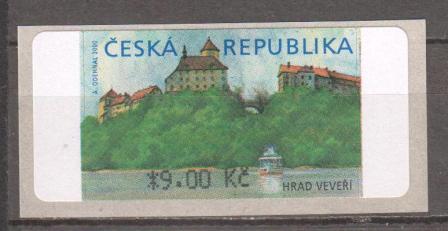 ČESKÁ REPUBLIKA
A. ODEHNAL 2000
*9.00 Kč
HRAD VEVEŘÍ